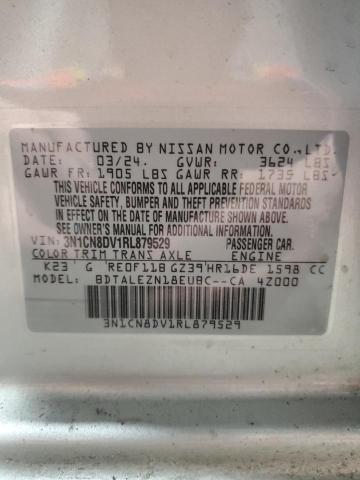 MANUFACTURED BY NISSAN MOTOR CO.,LTD.
DATE: 03/24. GVWR: 3624 LBS
GAWR FR: 1905 LBS GAWR RR: 1735 LBS
THIS VEHICLE CONFORMS TO ALL APPLICABLE FEDERAL MOTOR
VEHICLE SAFETY, BUMPER AND THEFT PREVENTION STANDARDS
IN EFFECT ON THE DATE OF MANUFACTURE SHOWN ABOVE.
SEE OWNER'S MANUAL FOR ADDITIONAL INFORMATION.
VIN: 3N1CN8DV1RL879529 PASSENGER CAR.
COLOR TRIM TRANS AXLE ENGINE
K23 G RE0F11B GZ39 HR16DE 1598 CC
MODEL: BDTALEZN18EUBC--CA 4Z000
3N1CN8DV1RL879529